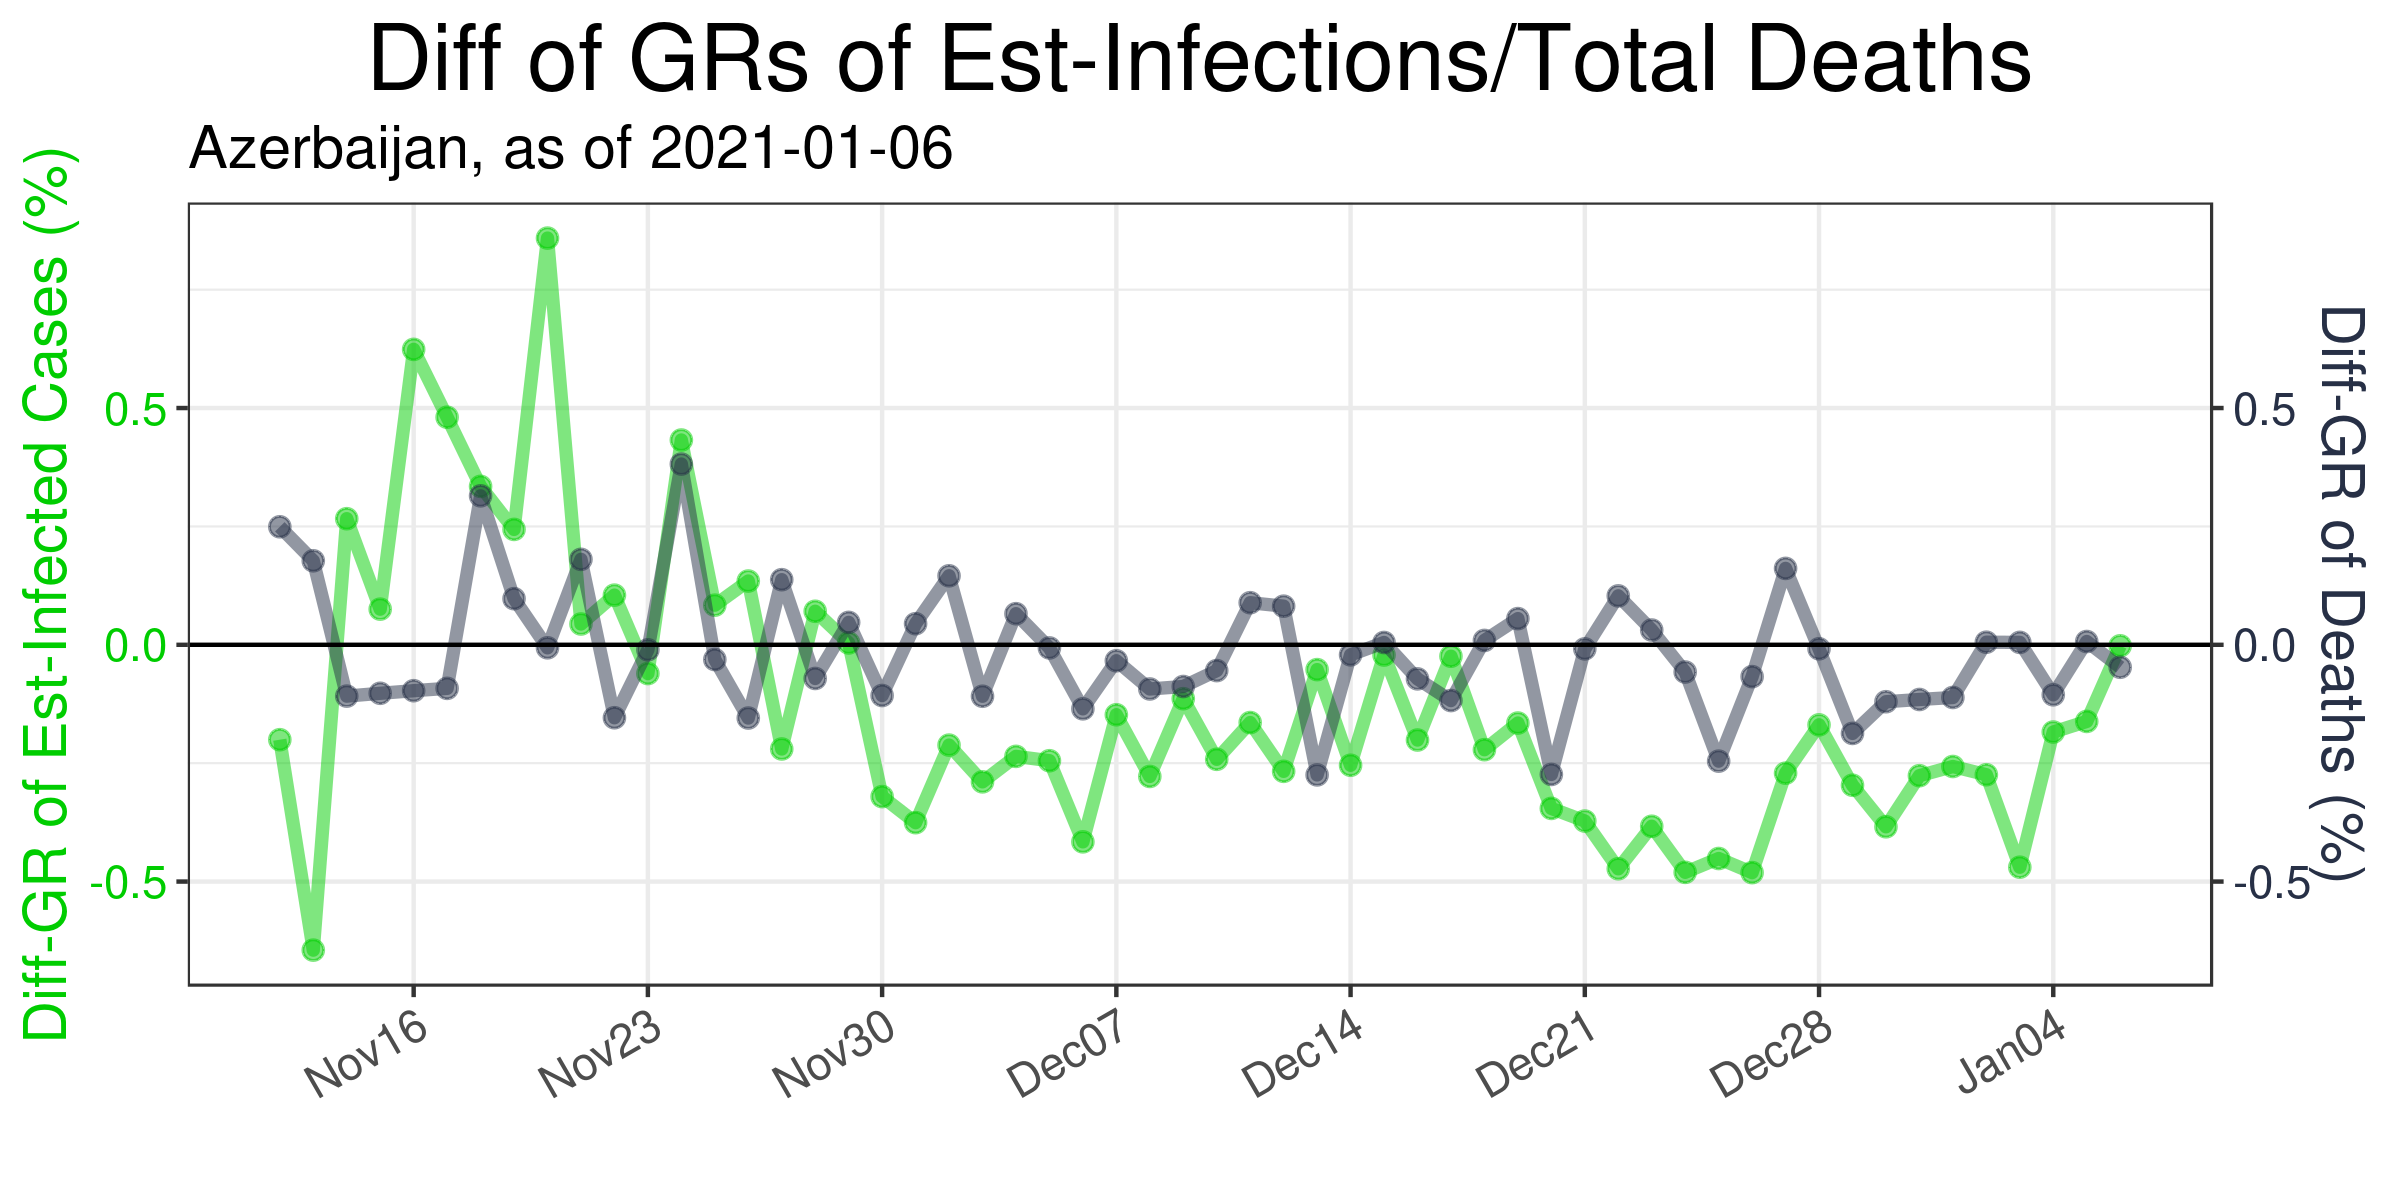 Diff of GRs of Est-Infections/Total Deaths
Azerbaijan, as of 2021-01-06
Diff-GR of Est-Infected Cases (%)
0.5
0.0
-0.5
0.5
0.0
-0.5
Diff-GR of Deaths (%)
Nov16
Nov23
Nov30
Dec07
Dec14
Dec21
Dec28
Jan04